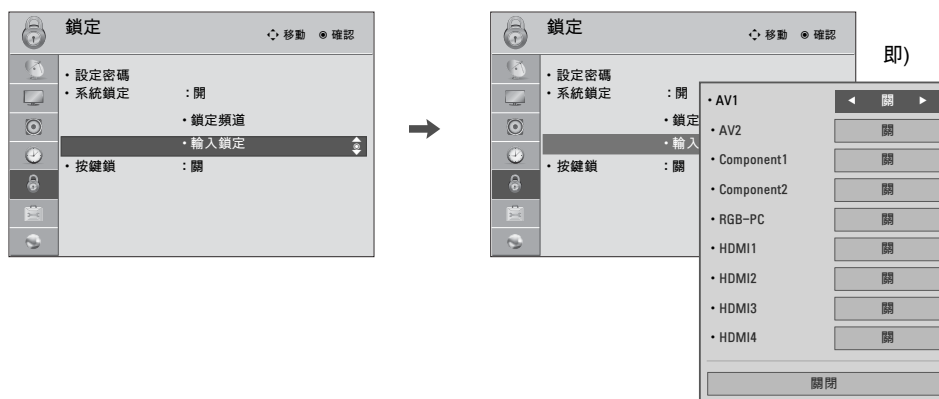 鎖定
移動 ◉ 確認
・設定密碼
・系統鎖定 : 開
・鎖定頻道
・輸入鎖定
・按鍵鎖 : 關
鎖定
移動 ◉ 確認
即)
・設定密碼
・系統鎖定 : 開
・鎖定
・輸入
・按鍵鎖 : 關
・AV1 ◀ 關 ▶
・AV2 關
・Component1 關
・Component2 關
・RGB-PC 關
・HDMI1 關
・HDMI2 關
・HDMI3 關
・HDMI4 關
關閉